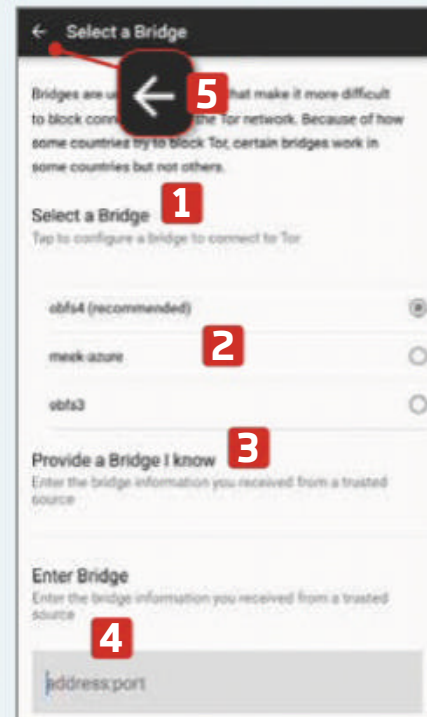 ← Select a Bridge
←
5
Bridges are u hat make it more difficult
to block conn the Tor network. Because of how
some countries try to block Tor, certain bridges work in
some countries but not others.
Select a Bridge 1
Tap to configure a bridge to connect to Tor
obfs4 (recommended)
2
meek-azure
obfs3
Provide a Bridge I know 3
Enter the bridge information you received from a trusted
source
Enter Bridge
Enter the bridge information you received from a trusted
source
4
address:port